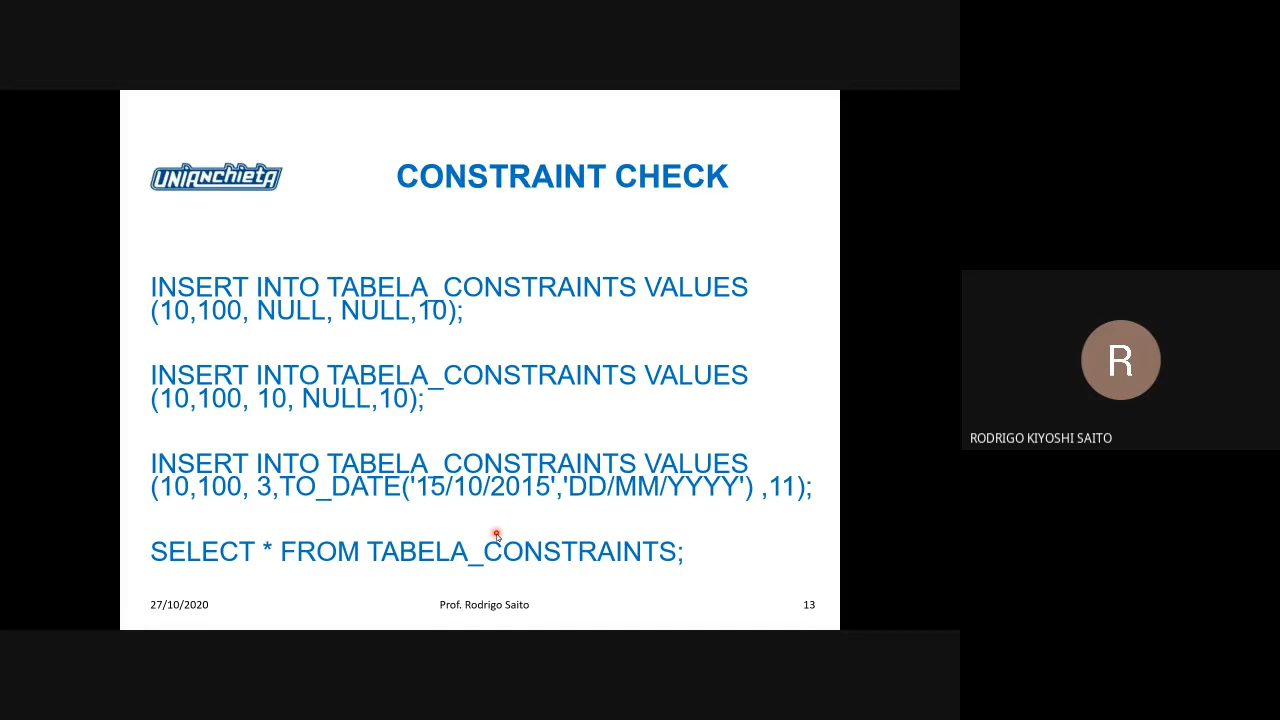 UNIANCHIETA
CONSTRAINT CHECK
INSERT INTO TABELA_CONSTRAINTS VALUES
(10,100, NULL, NULL,10);
INSERT INTO TABELA_CONSTRAINTS VALUES
(10,100, 10, NULL,10);
INSERT INTO TABELA_CONSTRAINTS VALUES
(10,100, 3,TO_DATE('15/10/2015','DD/MM/YYYY') ,11);
SELECT * FROM TABELA_CONSTRAINTS;
27/10/2020
Prof. Rodrigo Saito
13
R
RODRIGO KIYOSHI SAITO